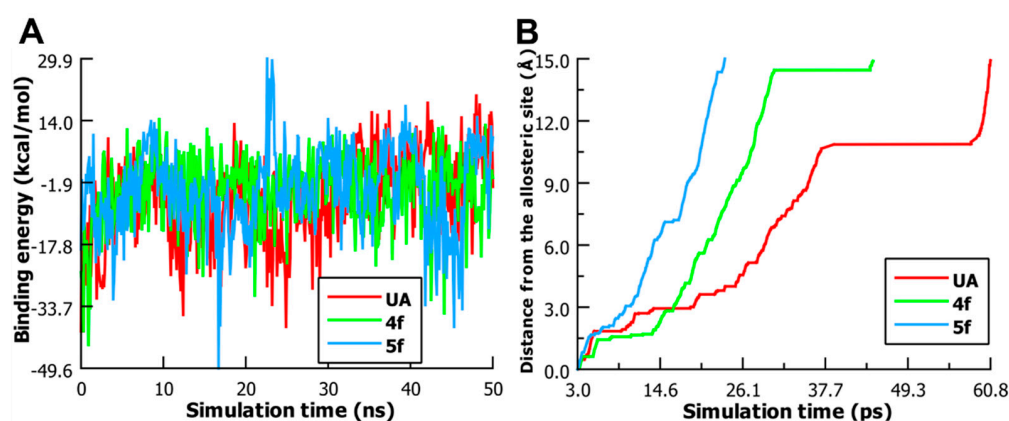 A
Binding energy (kcal/mol)
29.9
14.0
-1.9
-17.8
-33.7
-49.6
0
10
20
30
40
50
Simulation time (ns)
UA
4f
5f
B
Distance from the allosteric site (Å)
15.0
12.0
9.0
6.0
3.0
0.0
3.0
14.6
26.1
37.7
49.3
60.8
Simulation time (ps)
UA
4f
5f